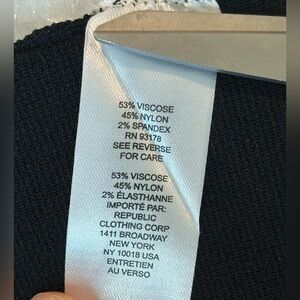 53% VISCOSE
45% NYLON
2% SPANDEX
RN 93178
SEE REVERSE
FOR CARE
53% VISCOSE
45% NYLON
2% ÉLASTHANNE
IMPORTÉ PAR:
REPUBLIC
CLOTHING CORP
1411 BROADWAY
NEW YORK
NY 10018 USA
ENTRETIEN
AU VERSO